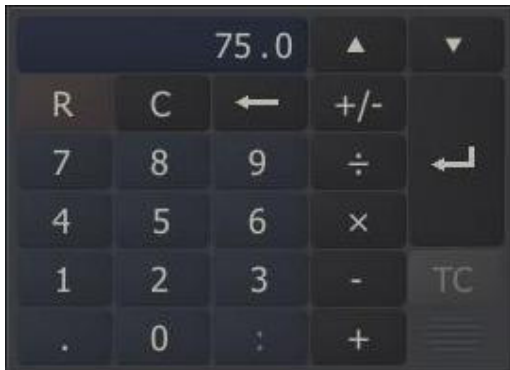 75.0 ▲ ▼
R C ← +/-
7 8 9 ÷ ↵
4 5 6 ×
1 2 3 - TC
. 0 : +